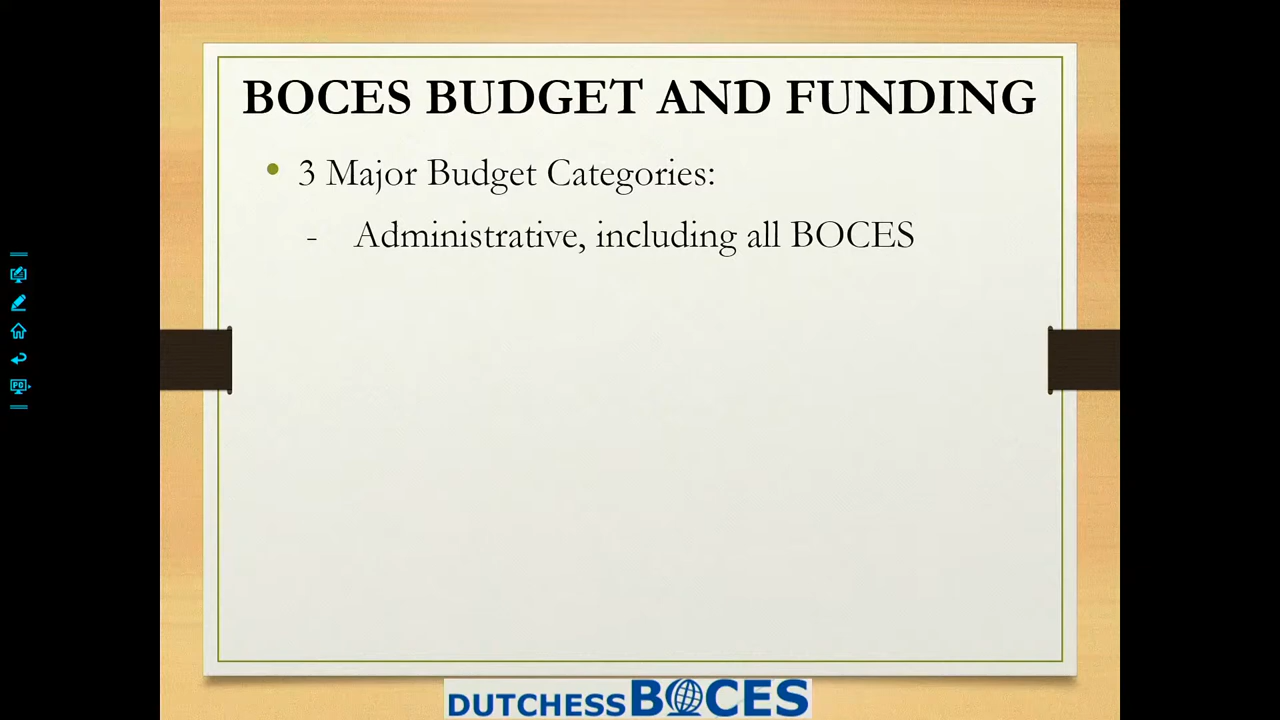 BOCES BUDGET AND FUNDING
• 3 Major Budget Categories:
- Administrative, including all BOCES
DUTCHESS BOCES